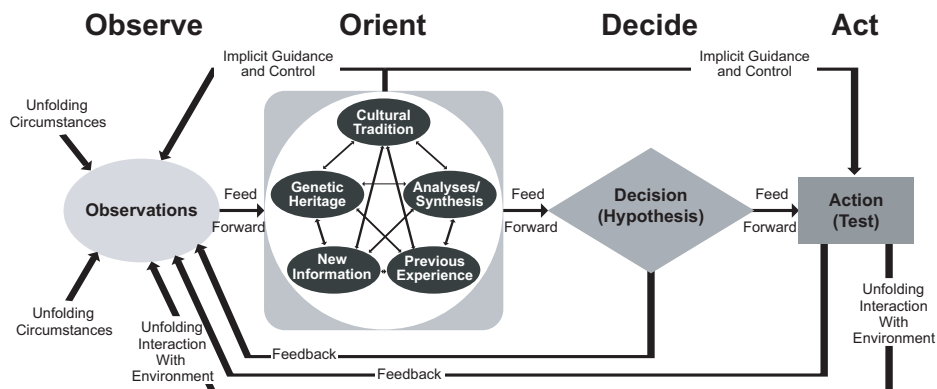 Observe
Orient
Decide
Act
Implicit Guidance
and Control
Implicit Guidance
and Control
Unfolding
Circumstances
Cultural
Tradition
Genetic
Heritage
Analyses/
Synthesis
New
Information
Previous
Experience
Observations
Feed
Forward
Feed
Forward
Decision
(Hypothesis)
Feed
Forward
Action
(Test)
Unfolding
Circumstances
Unfolding
Interaction
With
Environment
Unfolding
Interaction
With
Environment
Feedback
Feedback